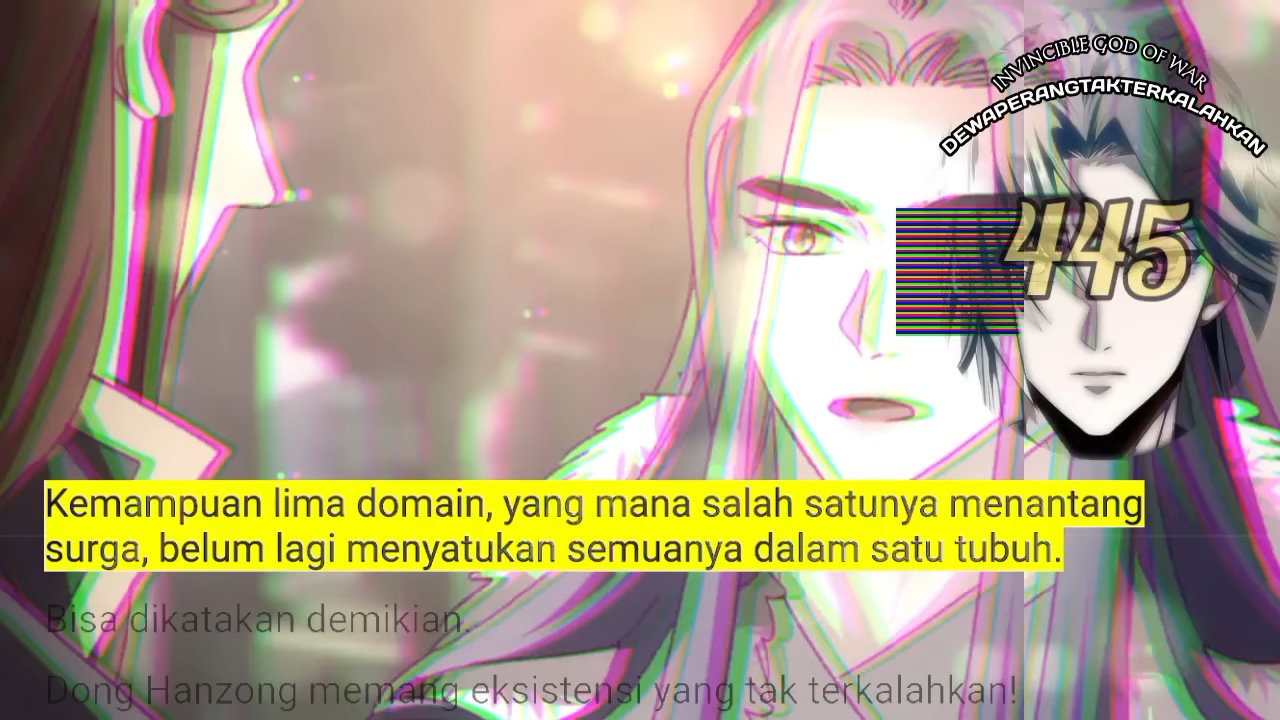 INVINCIBLE GOD OF WAR
DEWAPERANGTAKTERKALAHKAN
445
Kemampuan lima domain, yang mana salah satunya menantang
surga, belum lagi menyatukan semuanya dalam satu tubuh.
Bisa dikatakan demikian.
Dong Hanzong memang eksistensi yang tak terkalahkan!